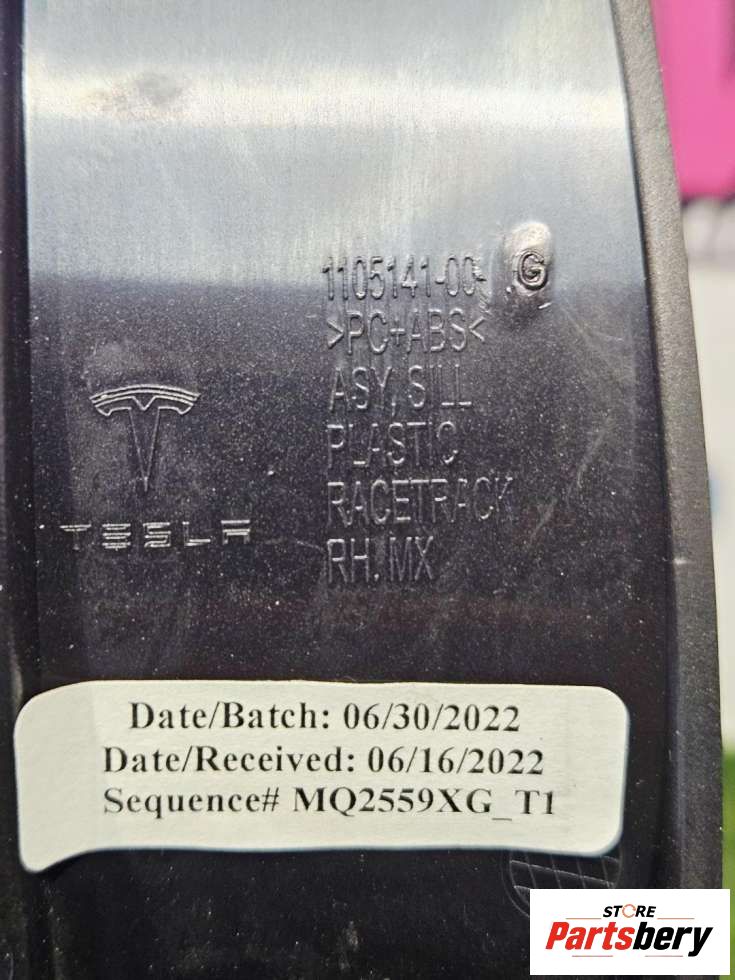 1105141-00-G
>PC+ABS<
ASY, SILL
PLASTIC
RACETRACK
RH. MX
TESLA
Date/Batch: 06/30/2022
Date/Received: 06/16/2022
Sequence# MQ2559XG_T1
STORE
Partsbery